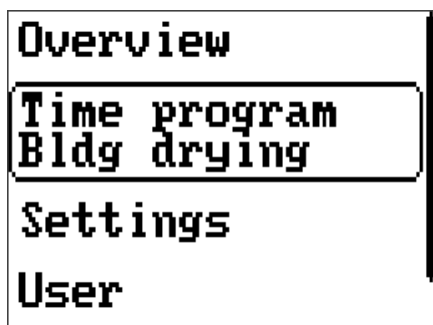 Overview
Time program
Bldg drying
Settings
User